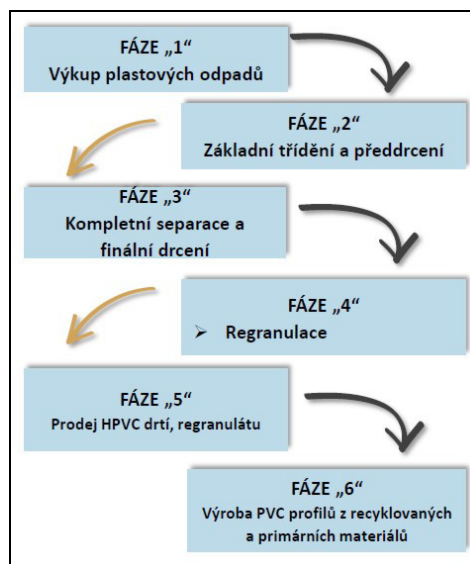 FÁZE „1“
Výkup plastových odpadů
FÁZE „2“
Základní třídění a předdrcení
FÁZE „3“
Kompletní separace a
finální drcení
FÁZE „4“
➢ Regranulace
FÁZE „5“
Prodej HPVC drtí, regranulátu
FÁZE „6“
Výroba PVC profilů z recyklovaných
a primárních materiálů